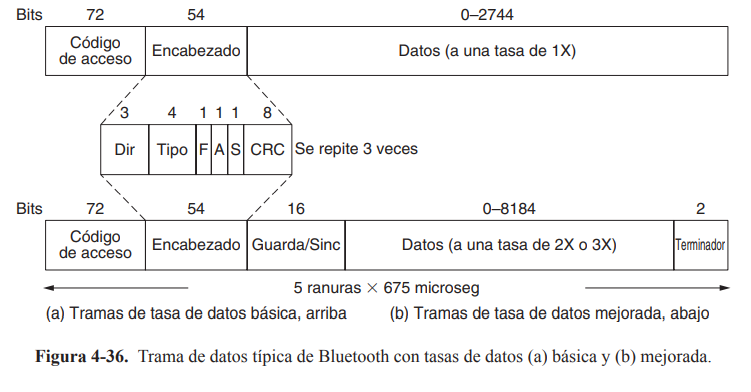 Bits 72 54 0–2744
Código
de acceso
Encabezado
Datos (a una tasa de 1X)
3 4 1 1 1 8
Dir Tipo F A S CRC Se repite 3 veces
Bits 72 54 16 0–8184 2
Código
de acceso
Encabezado Guarda/Sinc Datos (a una tasa de 2X o 3X) Terminador
5 ranuras × 675 microseg
(a) Tramas de tasa de datos básica, arriba (b) Tramas de tasa de datos mejorada, abajo
Figura 4-36. Trama de datos típica de Bluetooth con tasas de datos (a) básica y (b) mejorada.